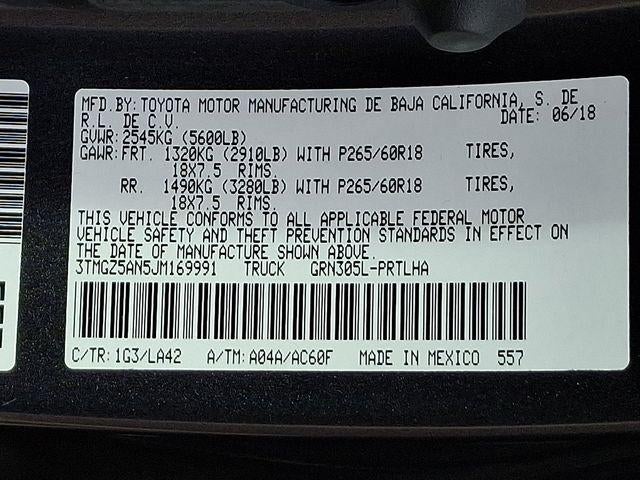 MFD. BY: TOYOTA MOTOR MANUFACTURING DE BAJA CALIFORNIA, S. DE
R.L. DE C.V. DATE: 06/18
GVWR: 2545KG (5600LB)
GAWR: FRT. 1320KG (2910LB) WITH P265/60R18 TIRES,
18X7.5 RIMS.
RR. 1490KG (3280LB) WITH P265/60R18 TIRES,
18X7.5 RIMS.
THIS VEHICLE CONFORMS TO ALL APPLICABLE FEDERAL MOTOR
VEHICLE SAFETY AND THEFT PREVENTION STANDARDS IN EFFECT ON
THE DATE OF MANUFACTURE SHOWN ABOVE.
3TMGZ5AN5JM169991 TRUCK GRN305L-PRTLHA
C/TR: 1G3/LA42 A/TM: A04A/AC60F MADE IN MEXICO 557